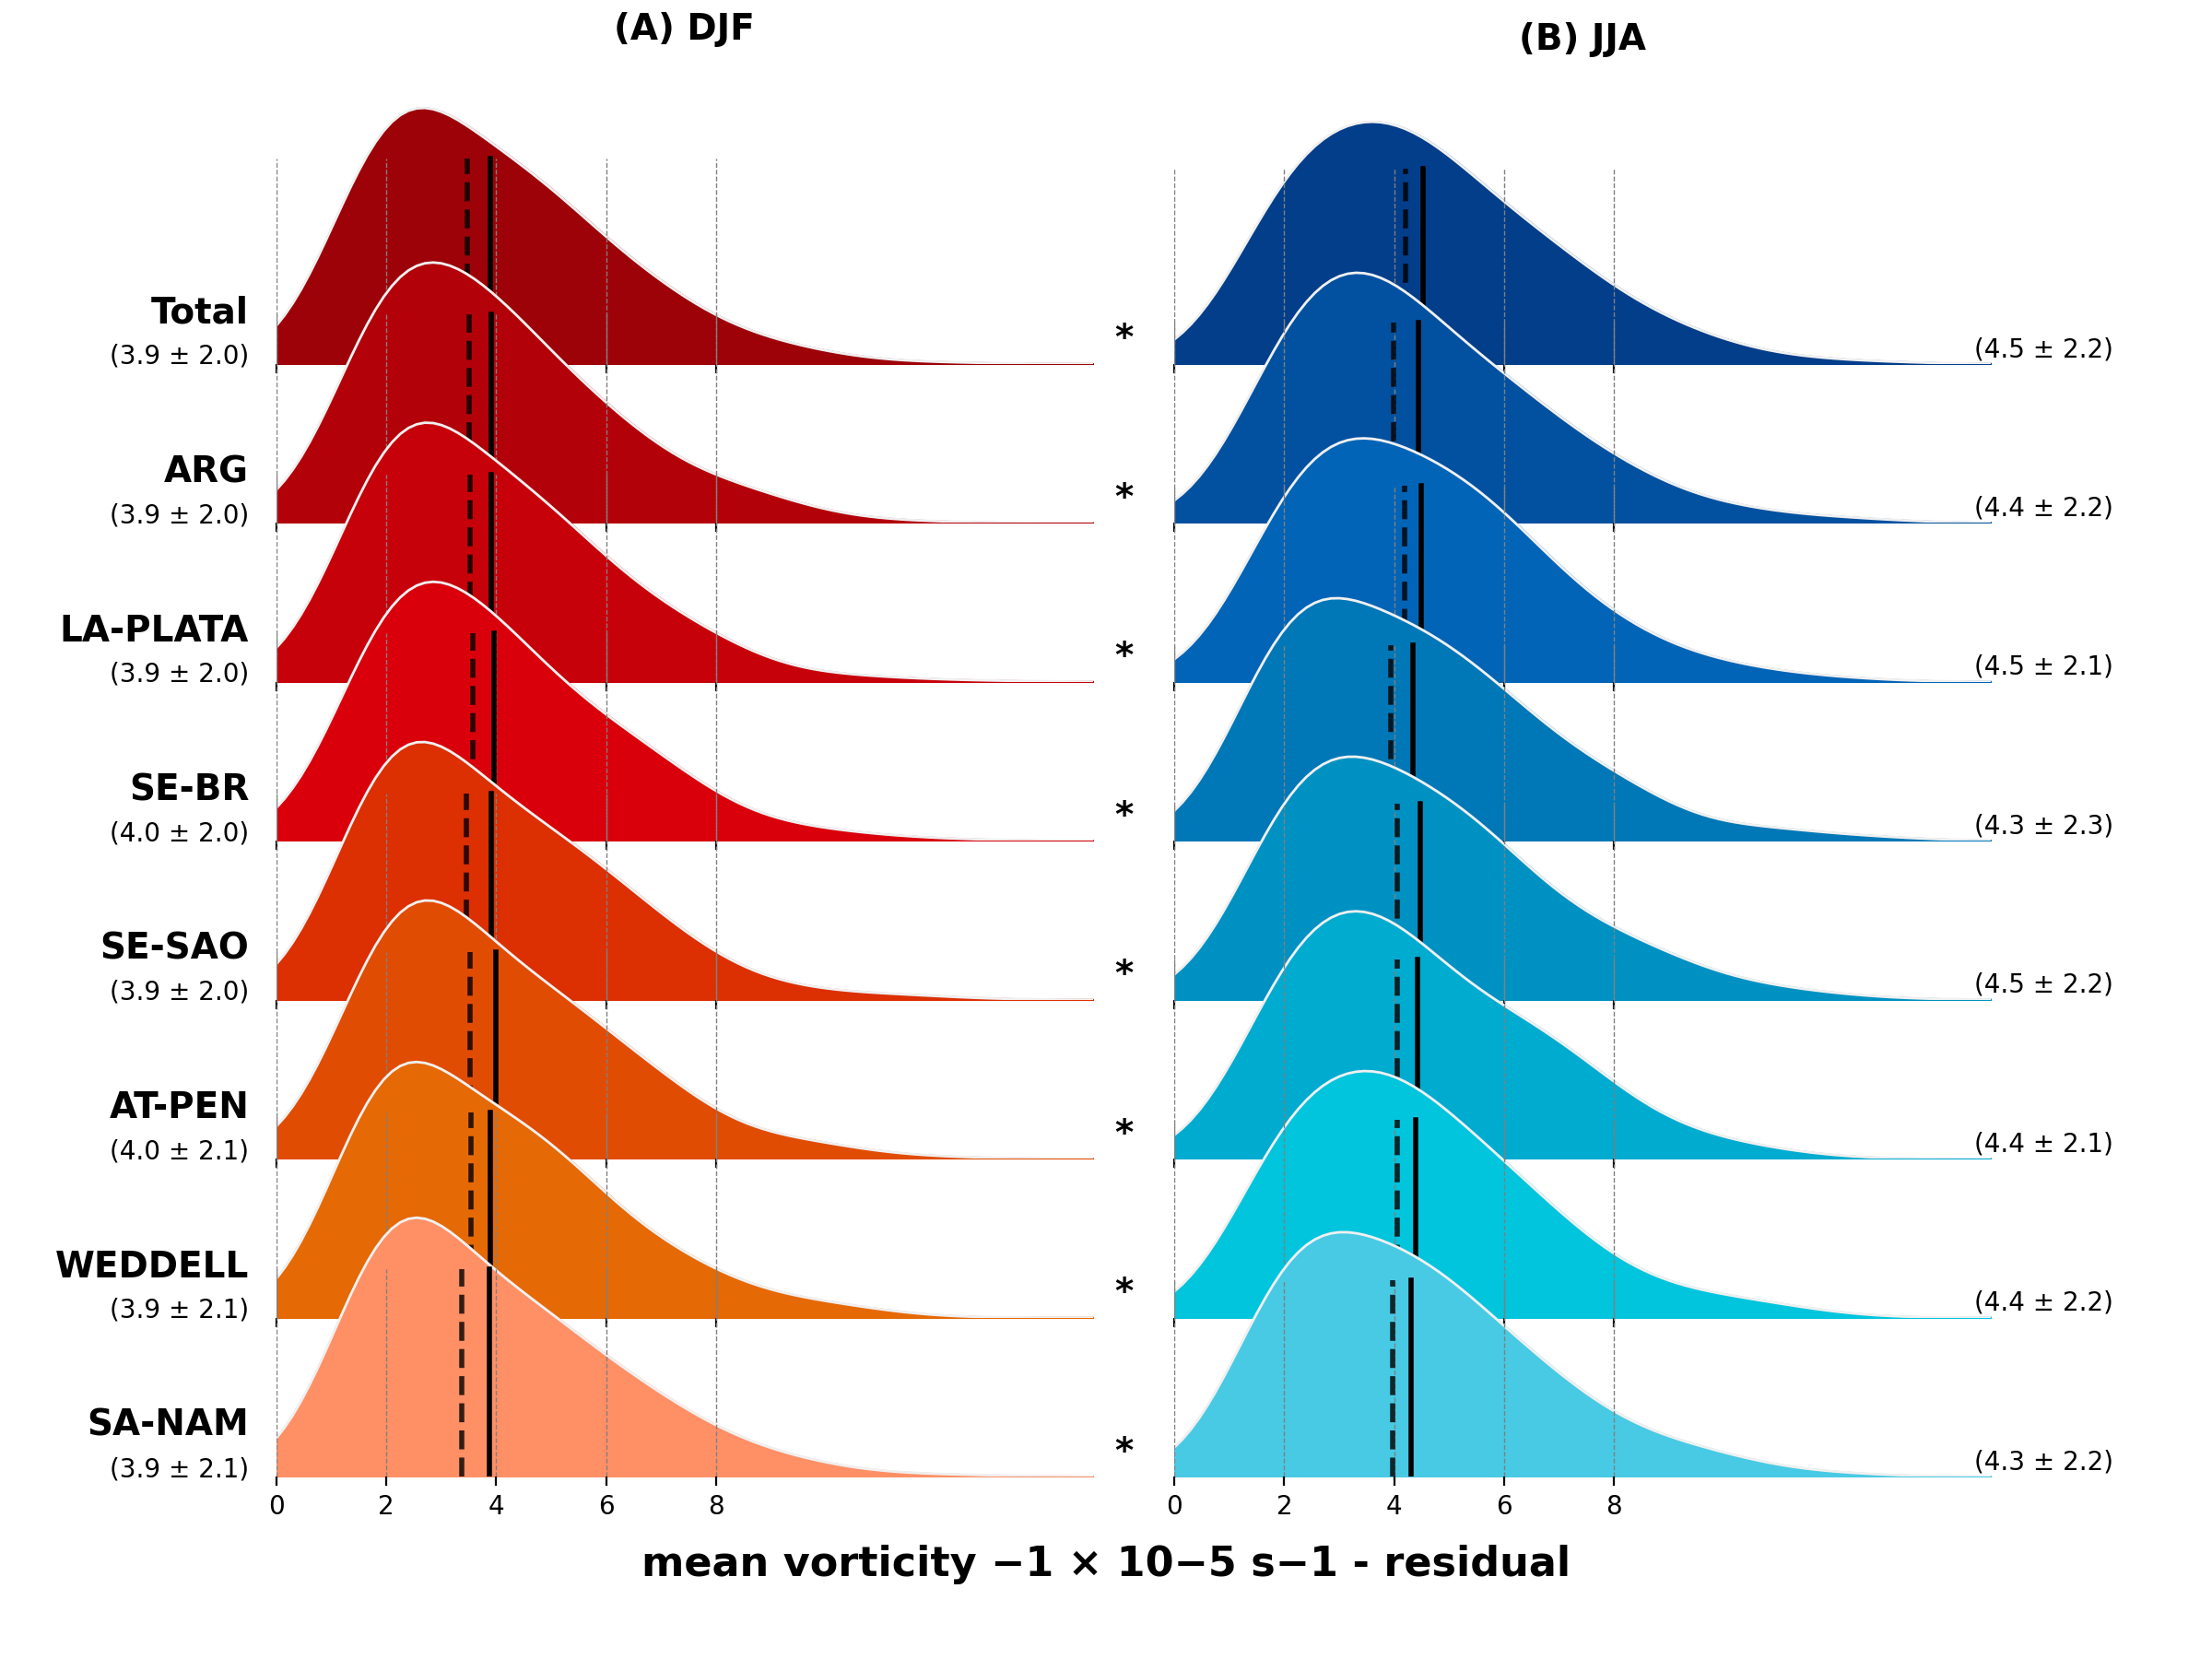 (A) DJF
(B) JJA
Total
(3.9 ± 2.0)
*
(4.5 ± 2.2)
ARG
(3.9 ± 2.0)
*
(4.4 ± 2.2)
LA-PLATA
(3.9 ± 2.0)
*
(4.5 ± 2.1)
SE-BR
(4.0 ± 2.0)
*
(4.3 ± 2.3)
SE-SAO
(3.9 ± 2.0)
*
(4.5 ± 2.2)
AT-PEN
(4.0 ± 2.1)
*
(4.4 ± 2.1)
WEDDELL
(3.9 ± 2.1)
*
(4.4 ± 2.2)
SA-NAM
(3.9 ± 2.1)
*
(4.3 ± 2.2)
0 2 4 6 8
0 2 4 6 8
mean vorticity −1 × 10−5 s−1 - residual